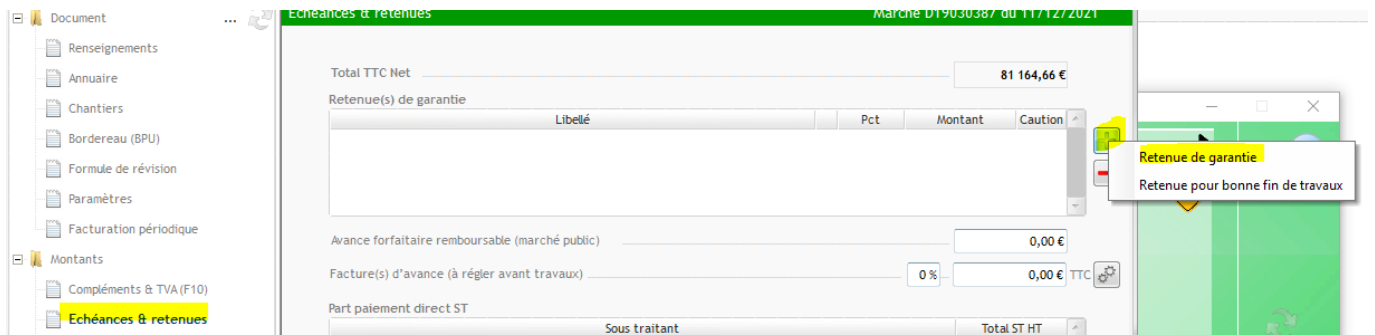 Document ...
Renseignements
Annuaire
Chantiers
Bordereau (BPU)
Formule de révision
Paramètres
Facturation périodique
Montants
Compléments & TVA (F10)
Echéances & retenues
Echéances & retenues Marché D19030387 du 11/12/2021
Total TTC Net 81 164,66 €
Retenue(s) de garantie
Libellé Pct Montant Caution
Retenue de garantie
Retenue pour bonne fin de travaux
Avance forfaitaire remboursable (marché public) 0,00 €
Facture(s) d'avance (à régler avant travaux) 0 % 0,00 € TTC
Part paiement direct ST
Sous traitant Total ST HT